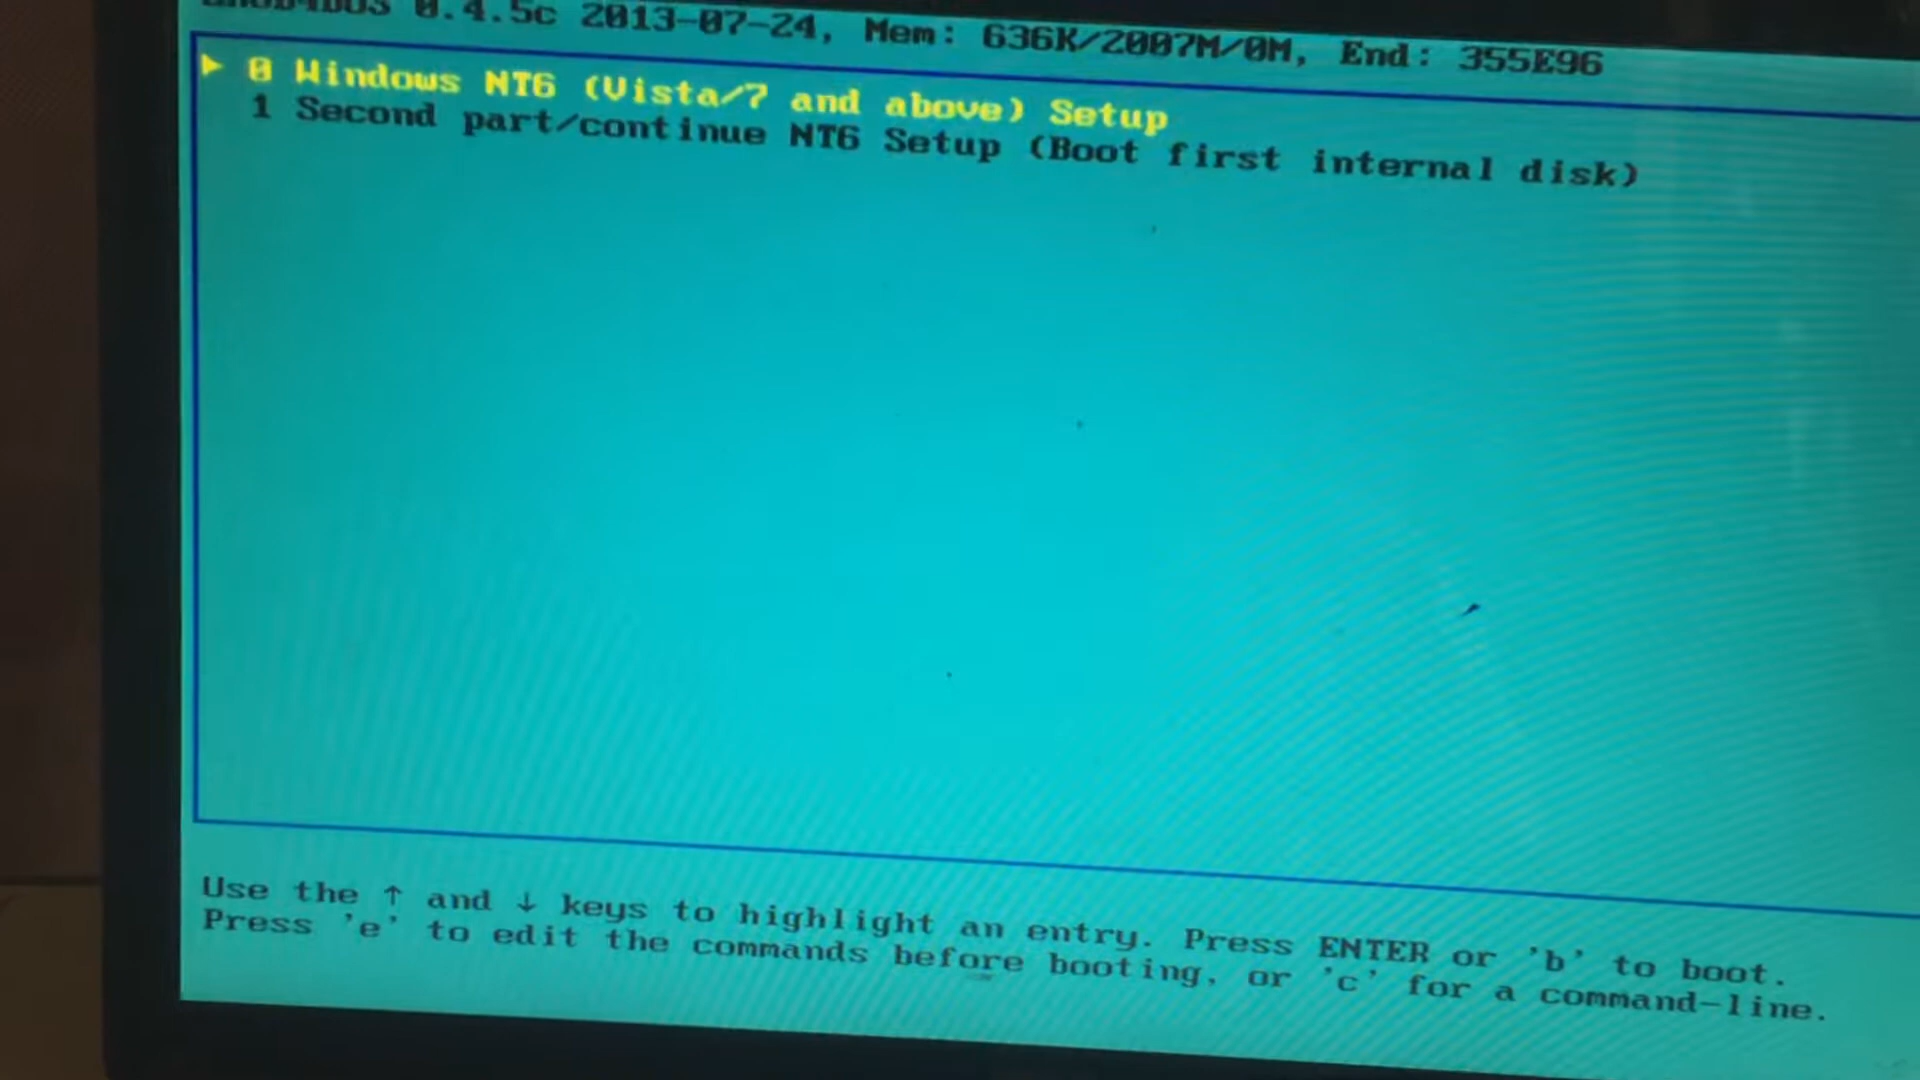 0.4.5c 2013-07-24, Mem: 636K/2007M/0M, End: 355E96
0 Windows NT6 (Vista/7 and above) Setup
1 Second part/continue NT6 Setup (Boot first internal disk)
Use the ↑ and ↓ keys to highlight an entry. Press ENTER or 'b' to boot.
Press 'e' to edit the commands before booting, or 'c' for a command-line.